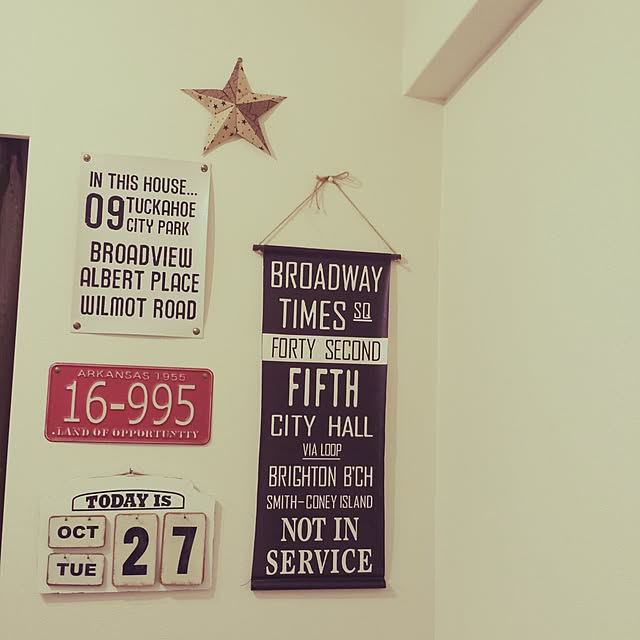 IN THIS HOUSE...
09 TUCKAHOE
CITY PARK
BROADVIEW
ALBERT PLACE
WILMOT ROAD
ARKANSAS 1955
16-995
LAND OF OPPORTUNITY
TODAY IS
OCT
TUE
27
BROADWAY
TIMES SQ
FORTY SECOND
FIFTH
CITY HALL
VIA LOOP
BRIGHTON B'CH
SMITH-CONEY ISLAND
NOT IN
SERVICE